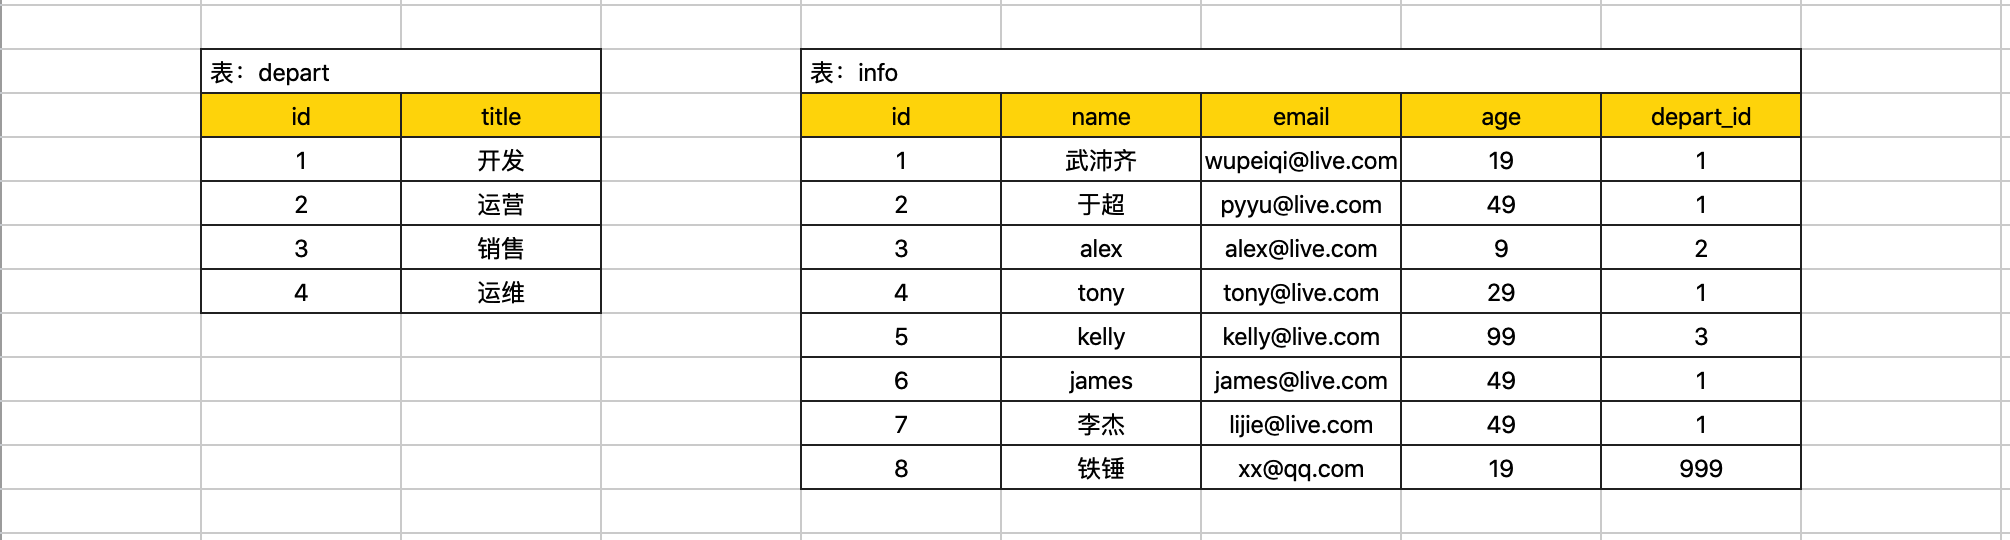 表：depart
id title
1 开发
2 运营
3 销售
4 运维
表：info
id name email age depart_id
1 武沛齐 wupeiqi@live.com 19 1
2 于超 pyyu@live.com 49 1
3 alex alex@live.com 9 2
4 tony tony@live.com 29 1
5 kelly kelly@live.com 99 3
6 james james@live.com 49 1
7 李杰 lijie@live.com 49 1
8 铁锤 xx@qq.com 19 999